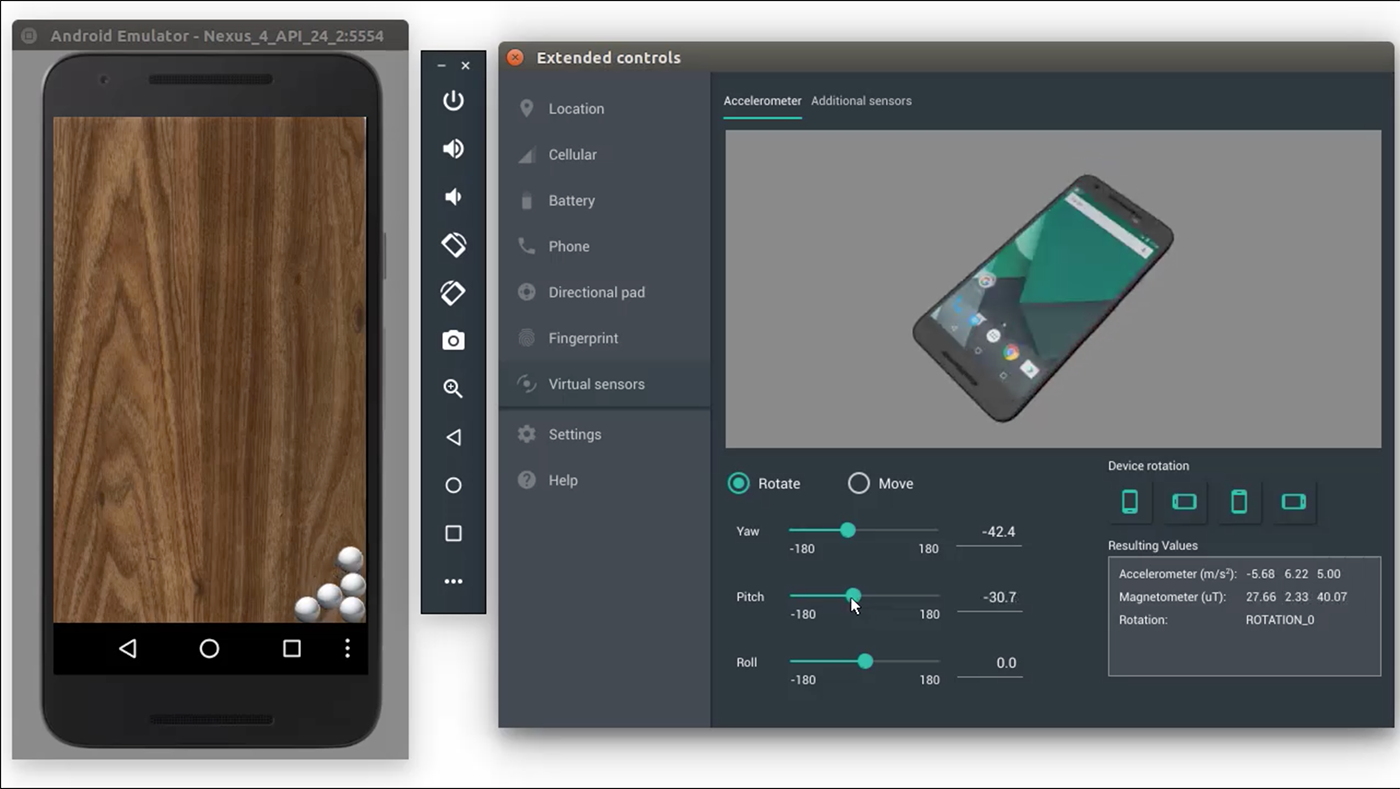 Android Emulator - Nexus_4_API_24_2:5554
Extended controls
Location
Cellular
Battery
Phone
Directional pad
Fingerprint
Virtual sensors
Settings
Help
Accelerometer Additional sensors
Rotate Move
Yaw -42.4
-180 180
Pitch -30.7
-180 180
Roll 0.0
-180 180
Device rotation
Resulting Values
Accelerometer (m/s²): -5.68 6.22 5.00
Magnetometer (uT): 27.66 2.33 40.07
Rotation: ROTATION_0